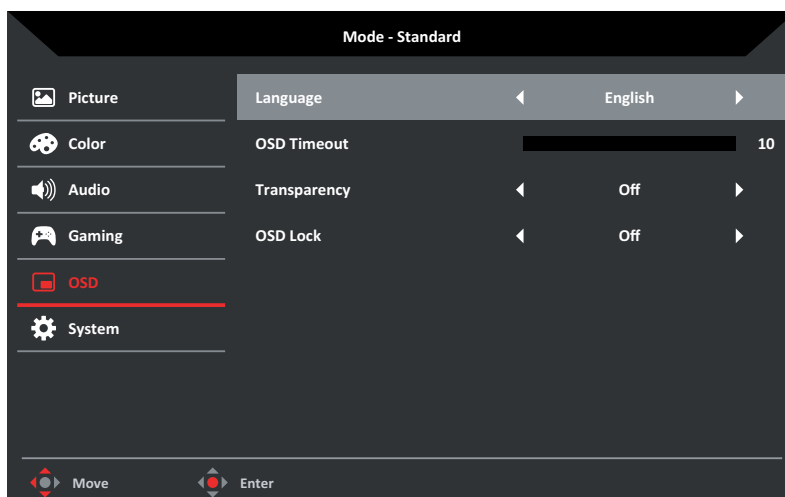 Mode - Standard
Picture
Language English
Color
OSD Timeout 10
Audio
Transparency Off
Gaming
OSD Lock Off
OSD
System
Move Enter